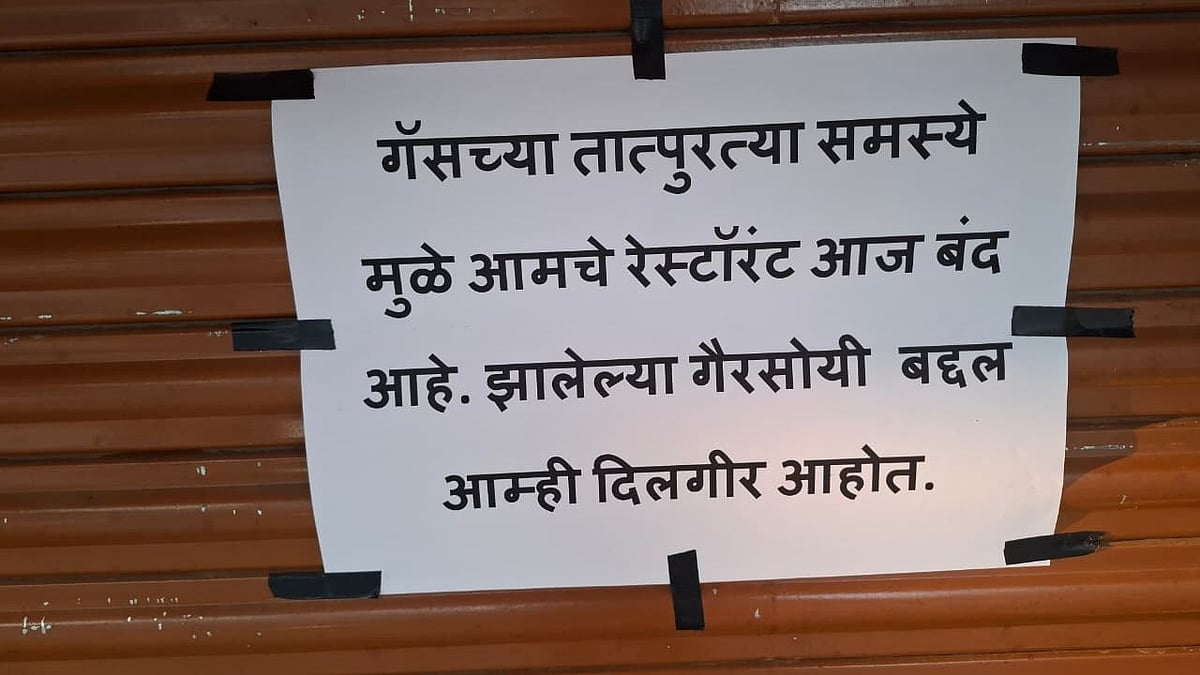 गॅसच्या तात्पुरत्या समस्ये
मुळे आमचे रेस्टॉरंट आज बंद
आहे. झालेल्या गैरसोयी बद्दल
आम्ही दिलगीर आहोत.